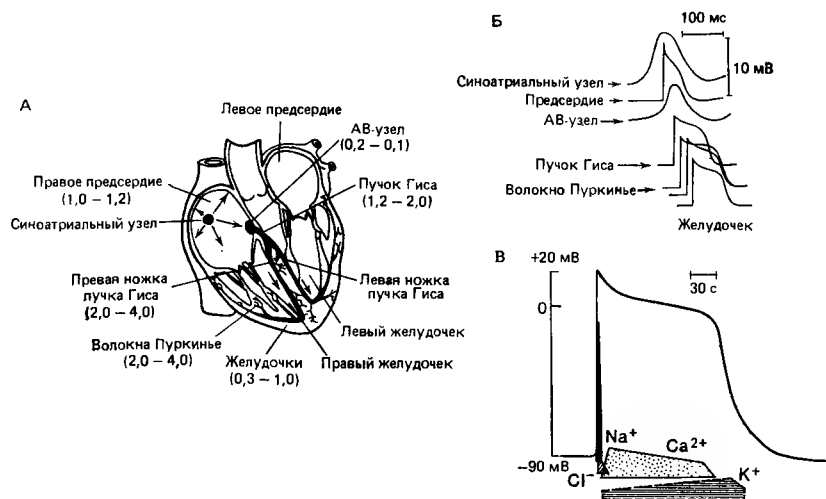 А
Левое предсердие
АВ-узел
(0,2 – 0,1)
Правое предсердие
(1,0 – 1,2)
Пучок Гиса
(1,2 – 2,0)
Синоатриальный узел
Превая ножка
пучка Гиса
(2,0 – 4,0)
Левая ножка
пучка Гиса
Левый желудочек
Волокна Пуркинье
(2,0 – 4,0)
Желудочки
(0,3 – 1,0)
Правый желудочек
Б
100 мс
10 мВ
Синоатриальный узел
Предсердие
АВ-узел
Пучок Гиса
Волокно Пуркинье
Желудочек
В
+20 мВ
30 с
0
Na⁺
Ca²⁺
–90 мВ
Cl⁻
K⁺